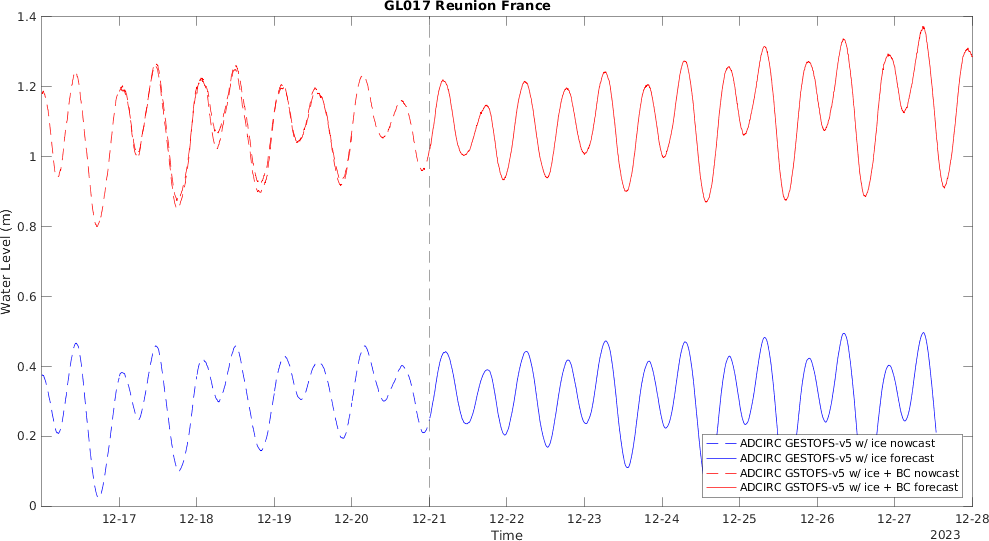 GL017 Reunion France
1.4
1.2
1
0.8
0.6
0.4
0.2
0
Water Level (m)
ADCIRC GESTOFS-v5 w/ ice nowcast
ADCIRC GESTOFS-v5 w/ ice forecast
ADCIRC GSTOFS-v5 w/ ice + BC nowcast
ADCIRC GSTOFS-v5 w/ ice + BC forecast
12-17 12-18 12-19 12-20 12-21 12-22 12-23 12-24 12-25 12-26 12-27 12-28
Time
2023